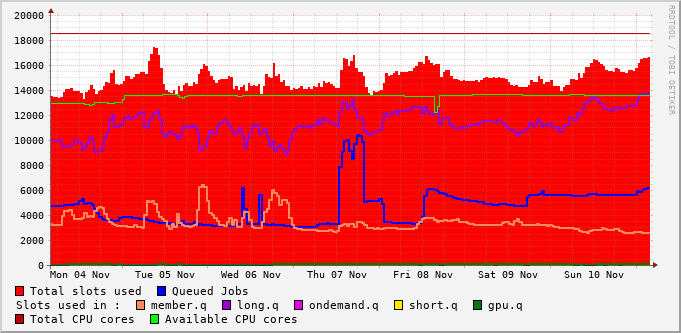 20000
18000
16000
14000
12000
10000
8000
6000
4000
2000
0
Mon 04 Nov Tue 05 Nov Wed 06 Nov Thu 07 Nov Fri 08 Nov Sat 09 Nov Sun 10 Nov
Total slots used Queued Jobs
Slots used in : member.q long.q ondemand.q short.q gpu.q
Total CPU cores Available CPU cores
RRDTOOL / TOBI OETIKER